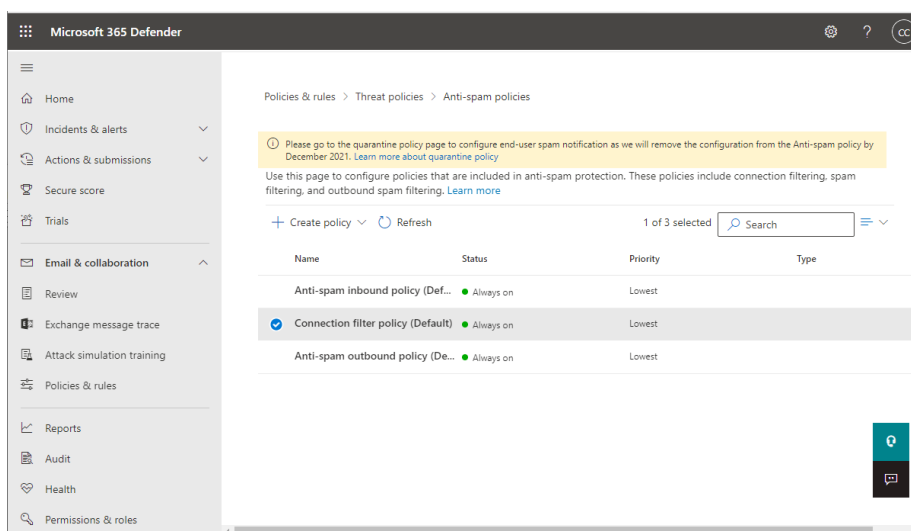 Microsoft 365 Defender
?
CC
Home
Incidents & alerts
Actions & submissions
Secure score
Trials
Email & collaboration
Review
Exchange message trace
Attack simulation training
Policies & rules
Reports
Audit
Health
Permissions & roles
Policies & rules > Threat policies > Anti-spam policies
Please go to the quarantine policy page to configure end-user spam notification as we will remove the configuration from the Anti-spam policy by
December 2021. Learn more about quarantine policy
Use this page to configure policies that are included in anti-spam protection. These policies include connection filtering, spam
filtering, and outbound spam filtering. Learn more
Create policy Refresh 1 of 3 selected Search
Name Status Priority Type
Anti-spam inbound policy (Def... Always on Lowest
Connection filter policy (Default) Always on Lowest
Anti-spam outbound policy (De... Always on Lowest